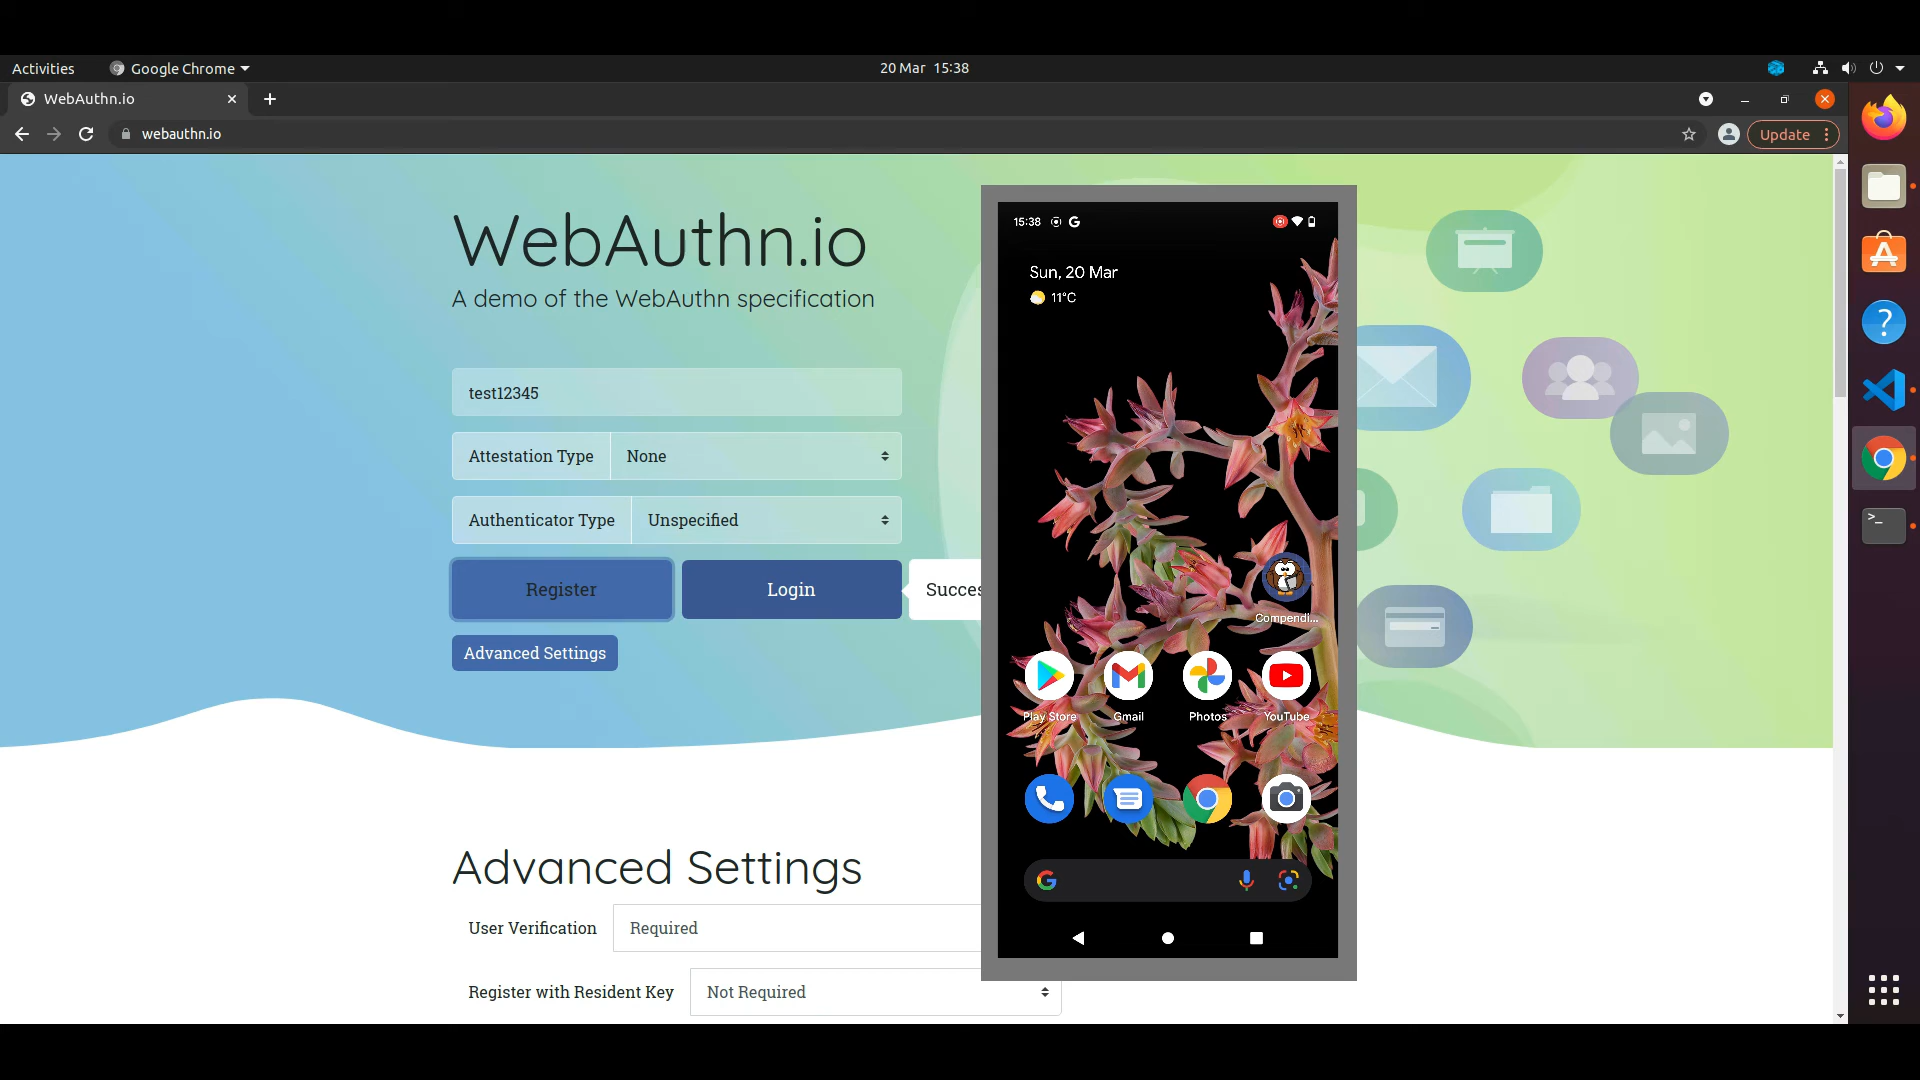 Activities
Google Chrome
20 Mar 15:38
WebAuthn.io
webauthn.io
Update
WebAuthn.io
A demo of the WebAuthn specification
test12345
Attestation Type
None
Authenticator Type
Unspecified
Register
Login
Succes
Advanced Settings
Advanced Settings
User Verification
Required
Register with Resident Key
Not Required
15:38
Sun, 20 Mar
11°C
Compendi...
Play Store
Gmail
Photos
YouTube